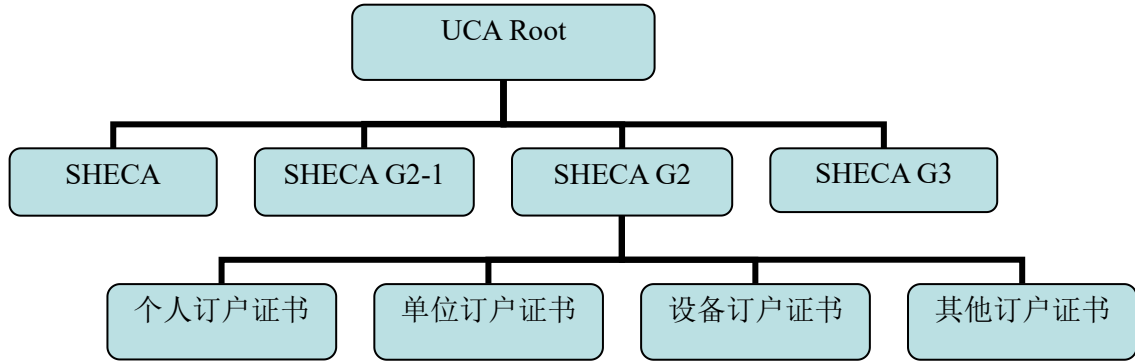 UCA Root
SHECA
SHECA G2-1
SHECA G2
SHECA G3
个人订户证书
单位订户证书
设备订户证书
其他订户证书